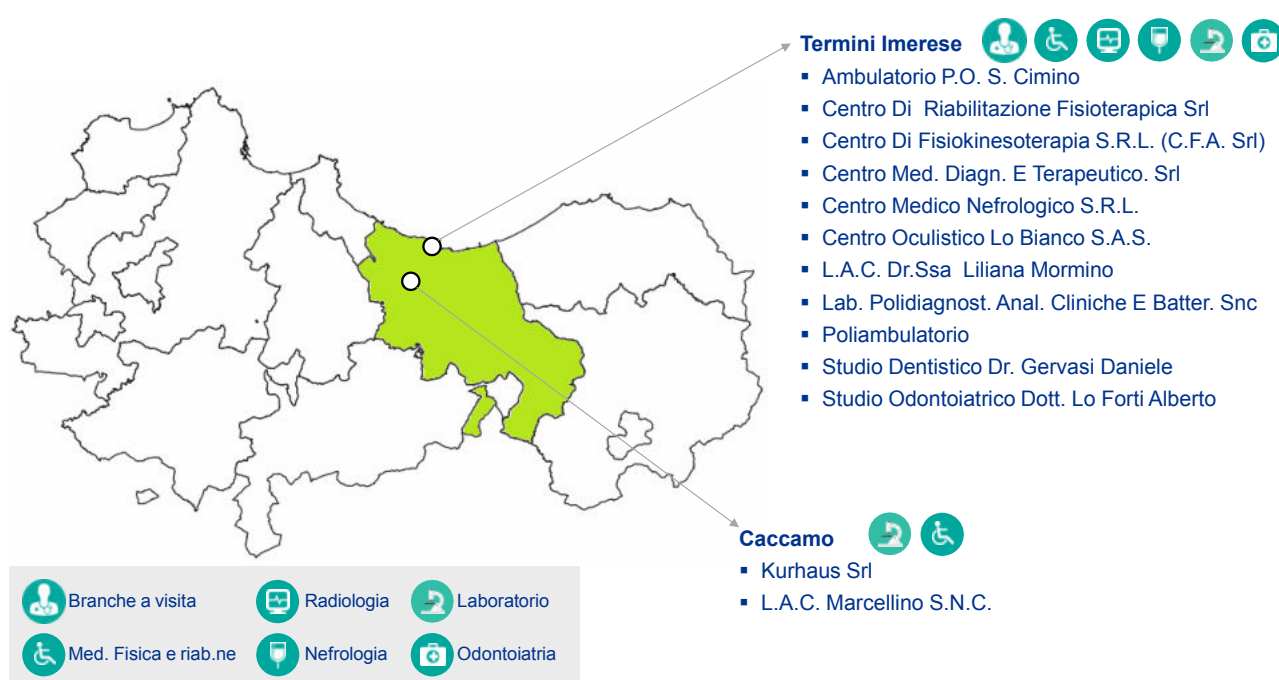 Termini Imerese
▪ Ambulatorio P.O. S. Cimino
▪ Centro Di Riabilitazione Fisioterapica Srl
▪ Centro Di Fisiokinesoterapia S.R.L. (C.F.A. Srl)
▪ Centro Med. Diagn. E Terapeutico. Srl
▪ Centro Medico Nefrologico S.R.L.
▪ Centro Oculistico Lo Bianco S.A.S.
▪ L.A.C. Dr.Ssa Liliana Mormino
▪ Lab. Polidiagnost. Anal. Cliniche E Batter. Snc
▪ Poliambulatorio
▪ Studio Dentistico Dr. Gervasi Daniele
▪ Studio Odontoiatrico Dott. Lo Forti Alberto
Caccamo
▪ Kurhaus Srl
▪ L.A.C. Marcellino S.N.C.
Branche a visita Radiologia Laboratorio
Med. Fisica e riab.ne Nefrologia Odontoiatria